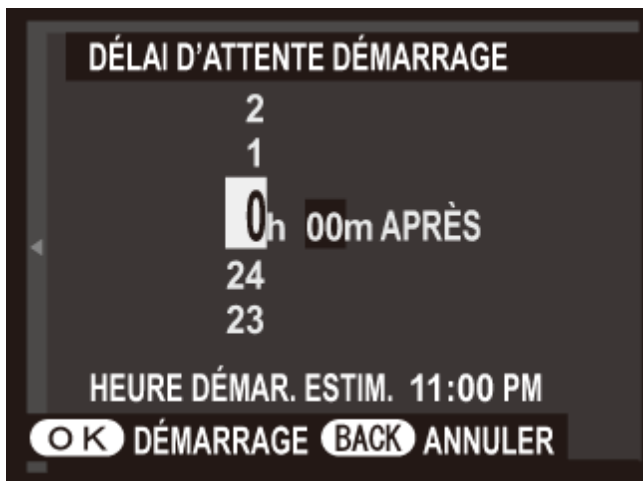 DÉLAI D'ATTENTE DÉMARRAGE
2
1
0h 00m APRÈS
24
23
HEURE DÉMAR. ESTIM. 11:00 PM
OK DÉMARRAGE BACK ANNULER